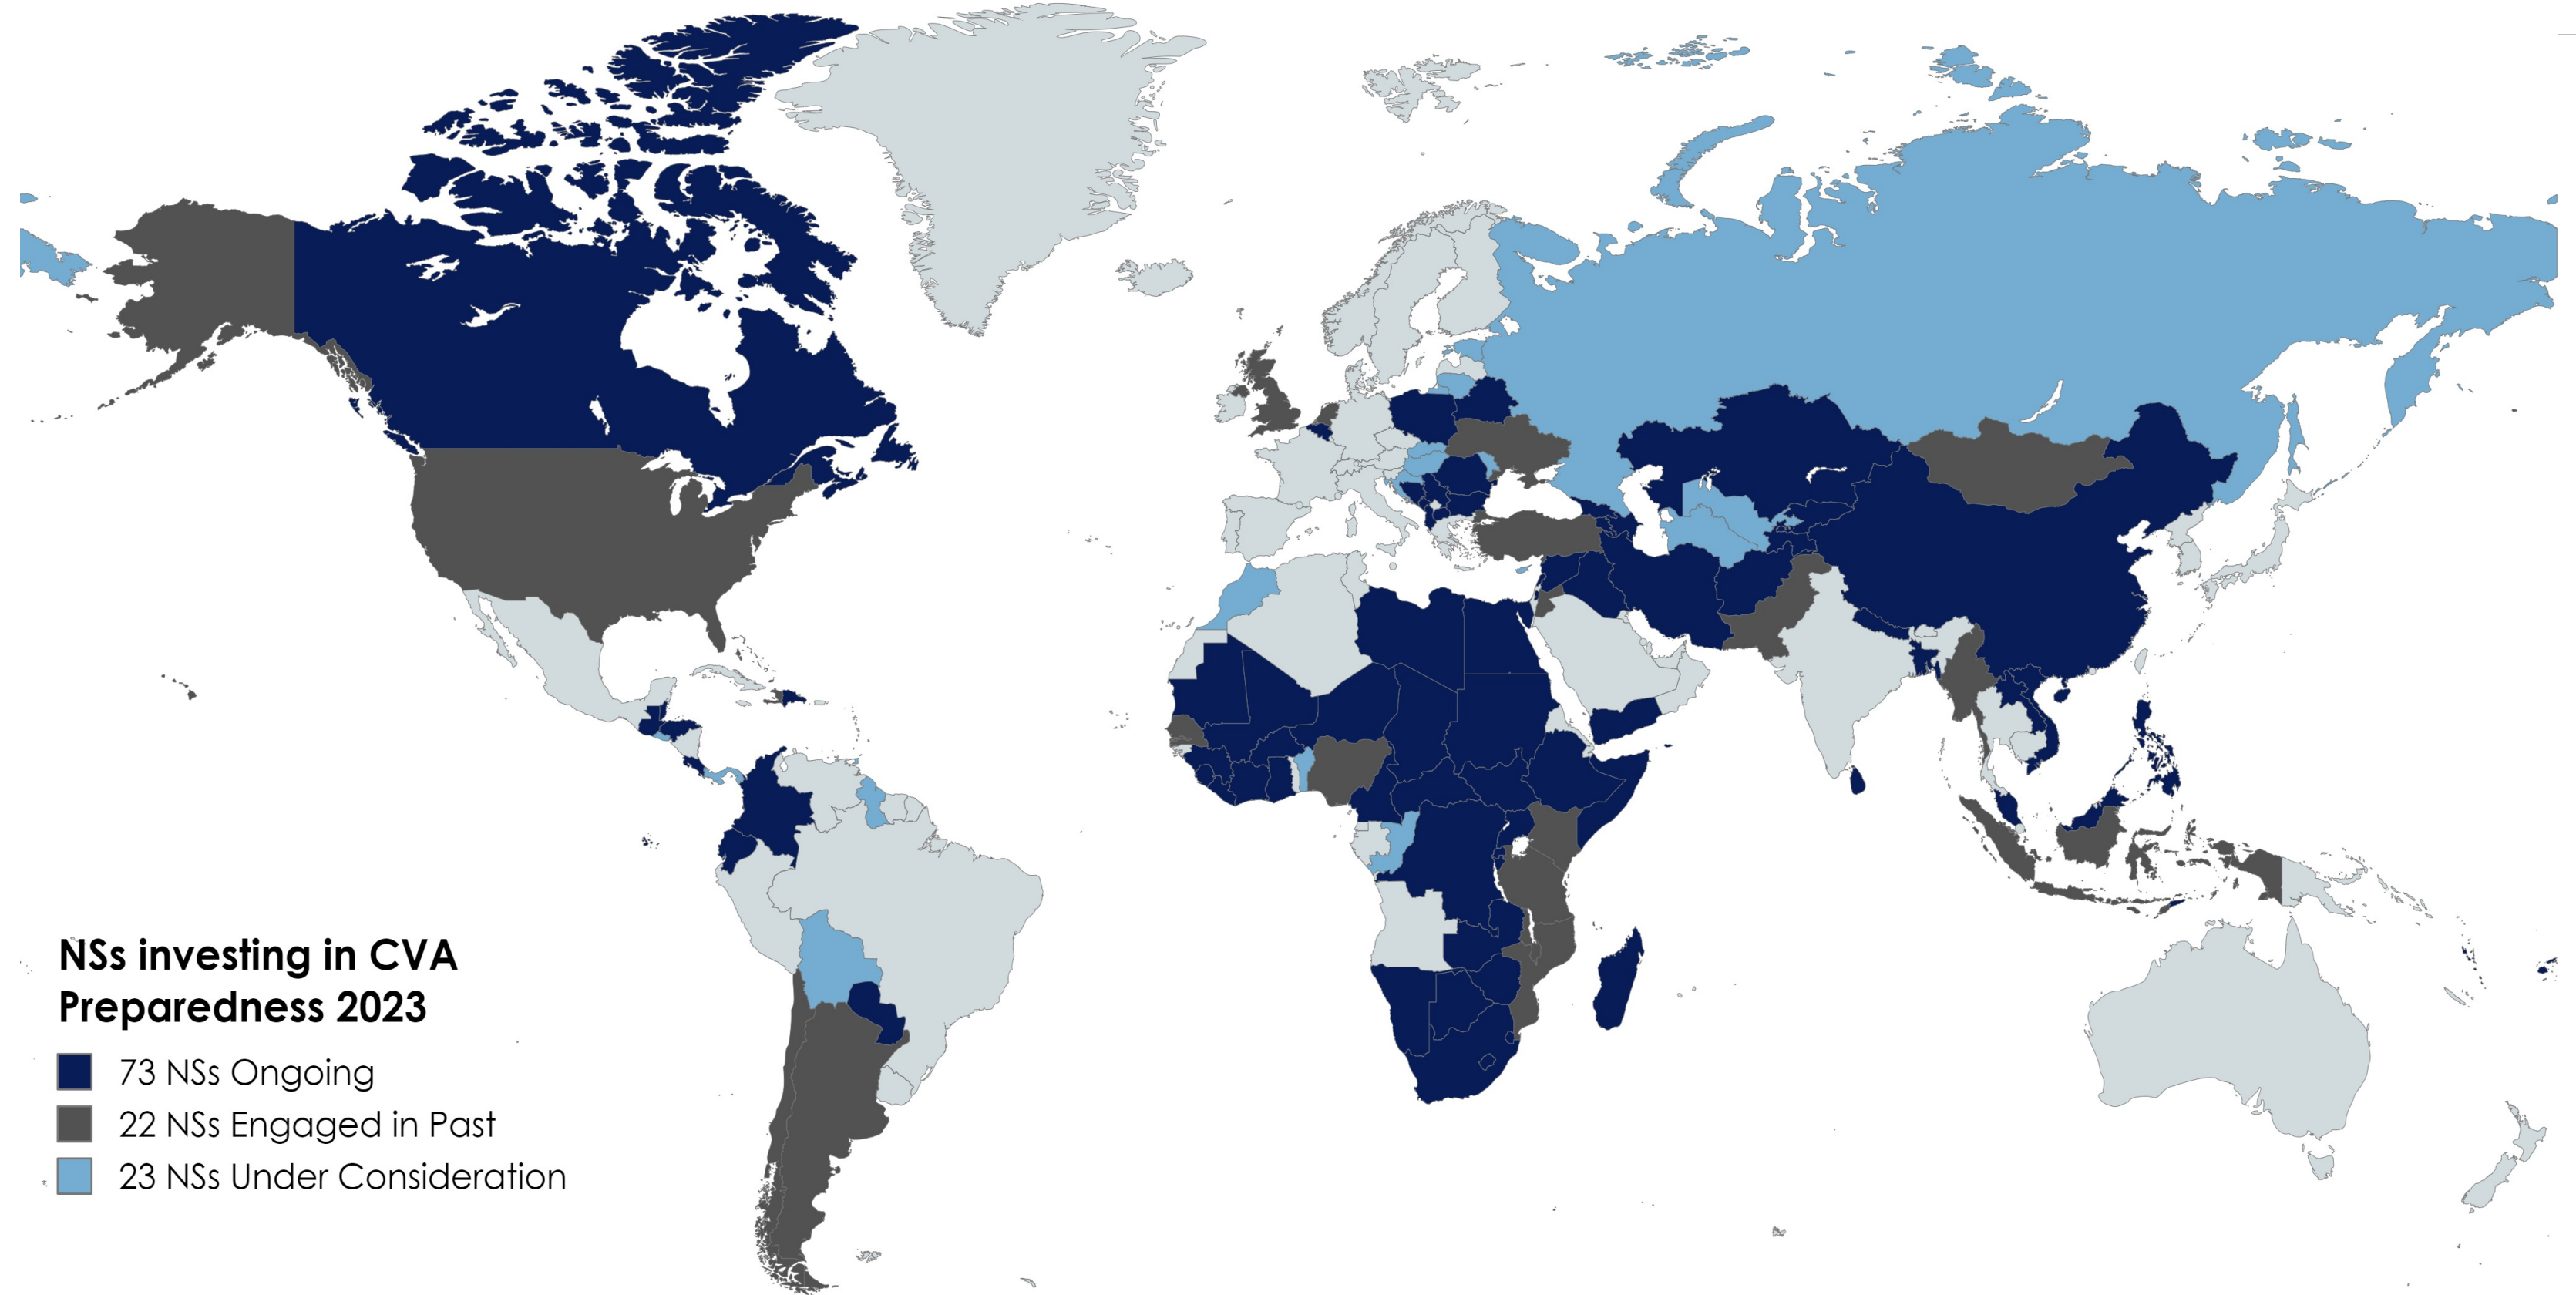 NSs investing in CVA
Preparedness 2023
73 NSs Ongoing
22 NSs Engaged in Past
23 NSs Under Consideration